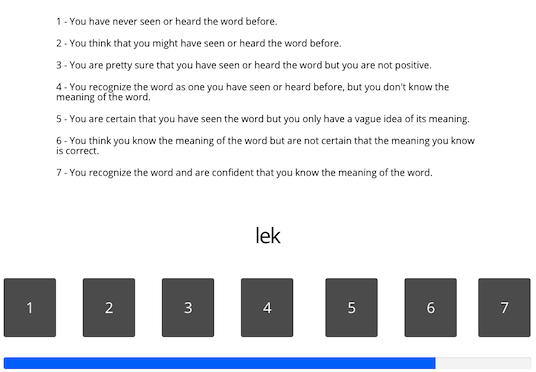 1 - You have never seen or heard the word before.
2 - You think that you might have seen or heard the word before.
3 - You are pretty sure that you have seen or heard the word but you are not positive.
4 - You recognize the word as one you have seen or heard before, but you don't know the
meaning of the word.
5 - You are certain that you have seen the word but you only have a vague idea of its meaning.
6 - You think you know the meaning of the word but are not certain that the meaning you know
is correct.
7 - You recognize the word and are confident that you know the meaning of the word.
lek
1 2 3 4 5 6 7